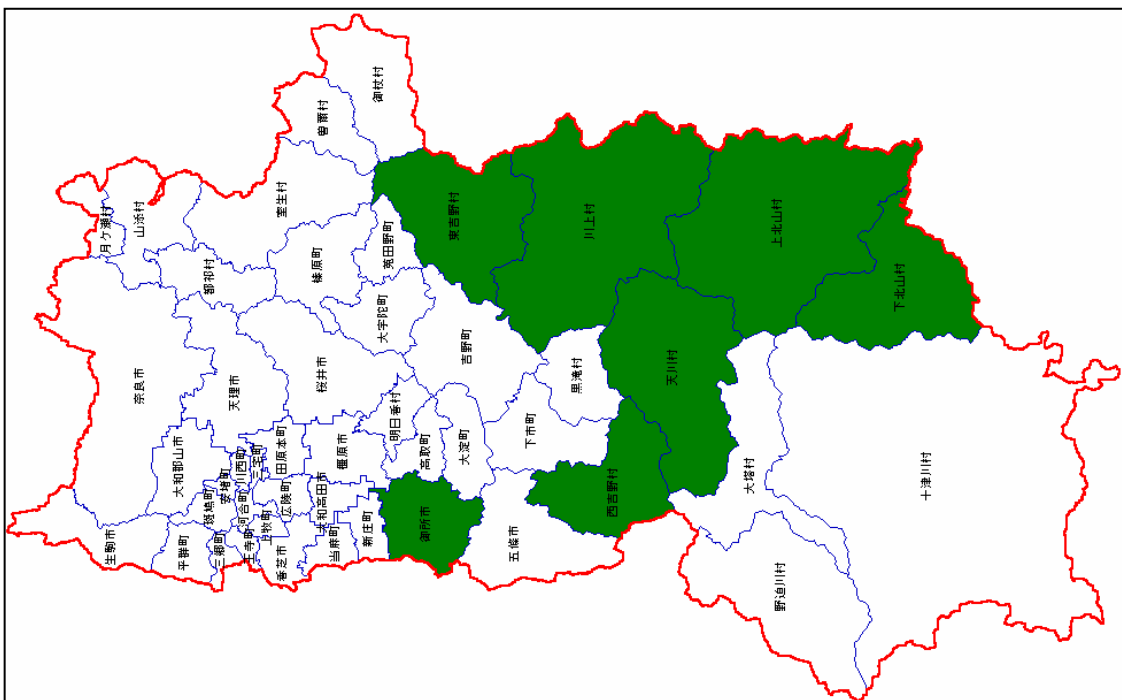 御杖村
曽爾村
室生村
月ケ瀬村
山添村
都祁村
榛原町
菟田野町
東吉野村
川上村
上北山村
下北山村
奈良市
天理市
桜井市
大宇陀町
吉野町
黒滝村
天川村
大和郡山市
安堵町
川西町
三宅町
田原本町
橿原市
明日香村
高取町
大淀町
下市町
大塔村
十津川村
生駒市
平群町
斑鳩町
三郷町
王寺町
河合町
上牧町
広陵町
香芝市
大和高田市
当麻町
新庄町
御所市
五條市
西吉野村
野迫川村